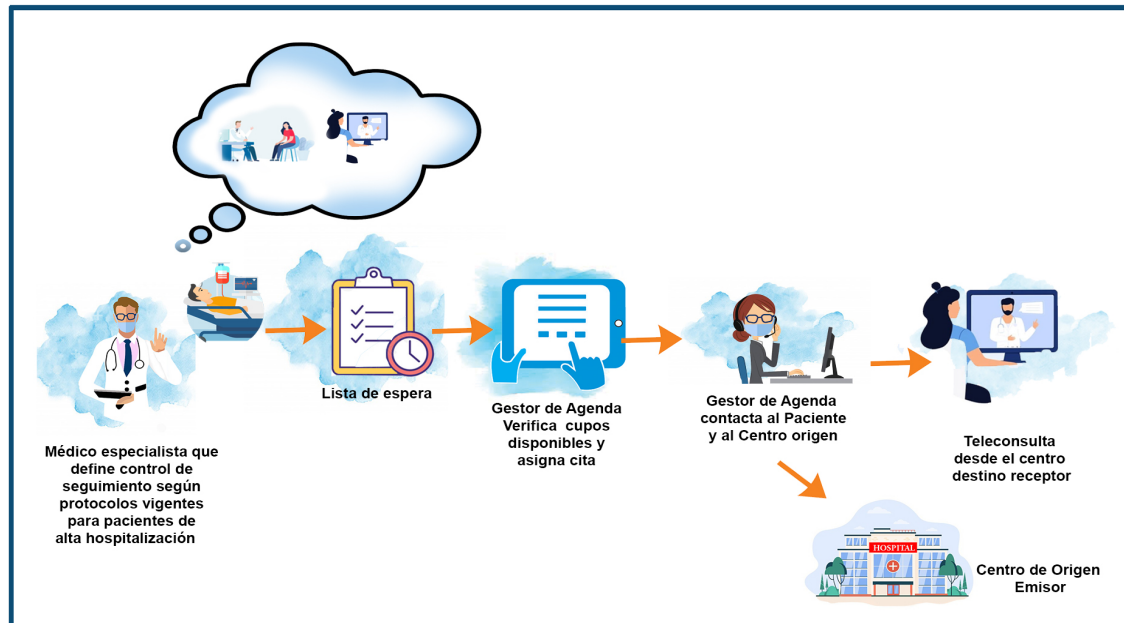 Médico especialista que
define control de
seguimiento según
protocolos vigentes
para pacientes de
alta hospitalización
Lista de espera
Gestor de Agenda
Verifica cupos
disponibles y
asigna cita
Gestor de Agenda
contacta al Paciente
y al Centro origen
Teleconsulta
desde el centro
destino receptor
HOSPITAL
Centro de Origen
Emisor